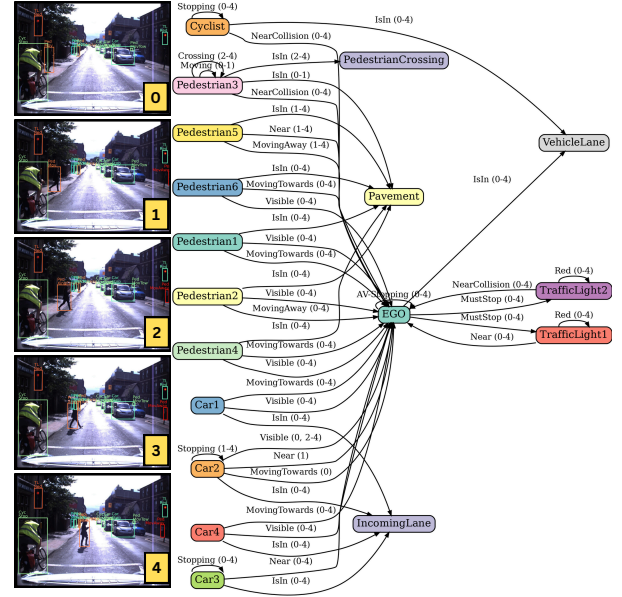 0
1
2
3
4
Stopping (0-4)
Cyclist
IsIn (0-4)
NearCollision (0-4)
Crossing (2-4)
Moving (0-1)
Pedestrian3
IsIn (2-4)
PedestrianCrossing
IsIn (0-1)
NearCollision (0-4)
Pedestrian5
IsIn (1-4)
Near (1-4)
MovingAway (1-4)
VehicleLane
Pedestrian6
IsIn (0-4)
MovingTowards (0-4)
Visible (0-4)
Pavement
IsIn (0-4)
IsIn (0-4)
Pedestrian1
Visible (0-4)
MovingTowards (0-4)
IsIn (0-4)
Pedestrian2
Visible (0-4)
MovingAway (0-4)
IsIn (0-4)
AV-Stopping (0-4)
EGO
NearCollision (0-4)
MustStop (0-4)
MustStop (0-4)
Near (0-4)
Red (0-4)
TrafficLight2
Red (0-4)
TrafficLight1
Pedestrian4
MovingTowards (0-4)
Visible (0-4)
MovingTowards (0-4)
Car1
Visible (0-4)
IsIn (0-4)
Stopping (1-4)
Car2
Visible (0, 2-4)
Near (1)
MovingTowards (0)
IsIn (0-4)
MovingTowards (0-4)
Car4
Visible (0-4)
IsIn (0-4)
IncomingLane
Stopping (0-4)
Car3
Near (0-4)
IsIn (0-4)